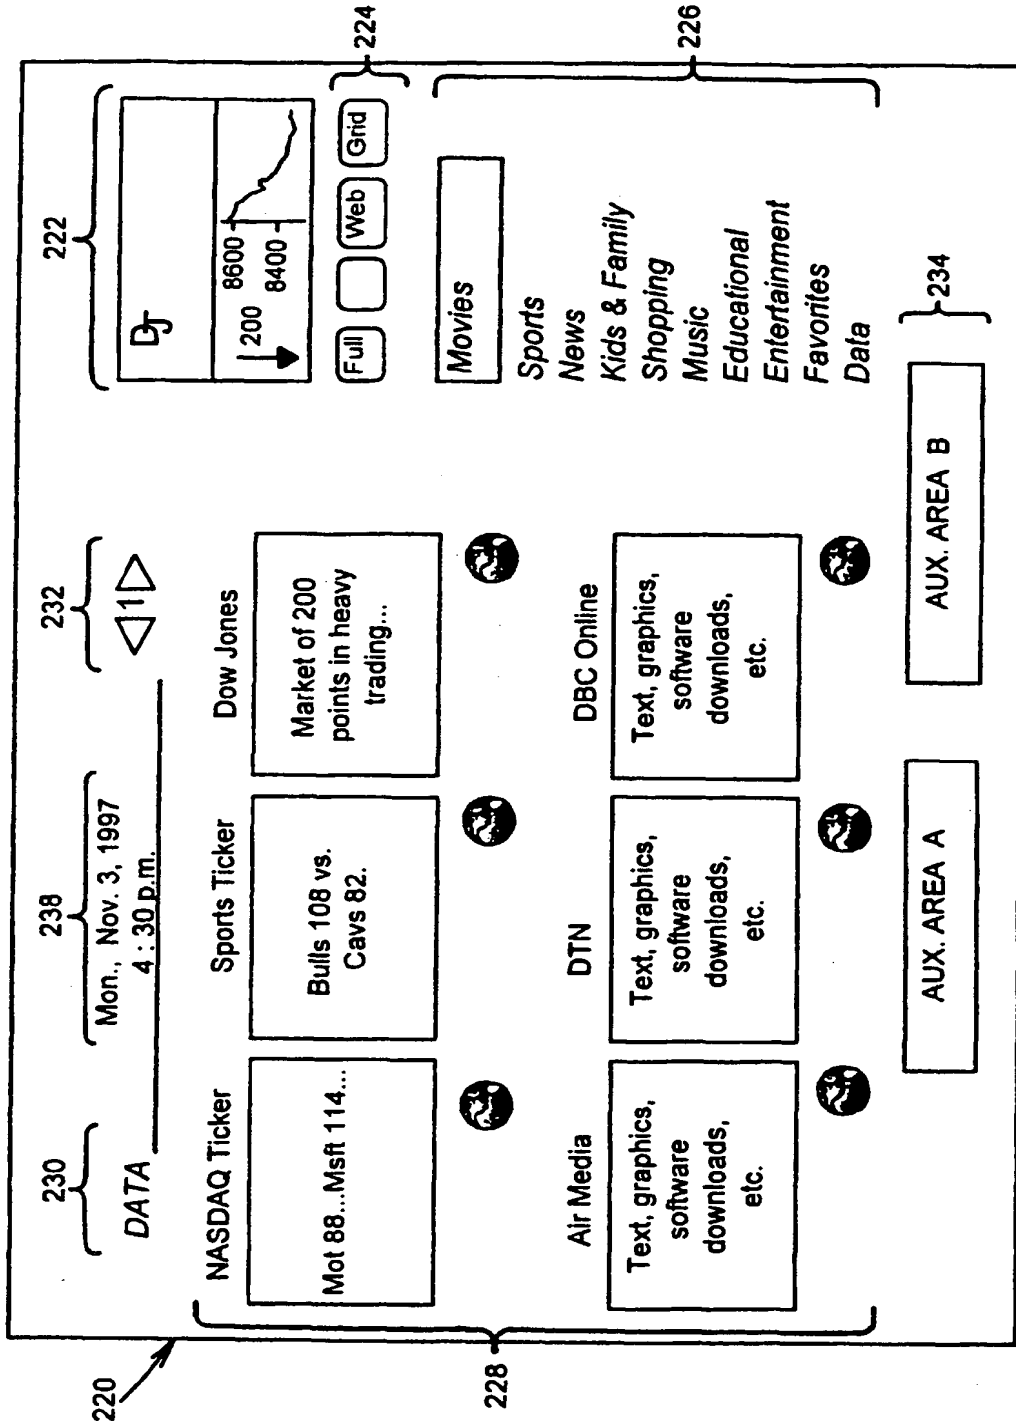 220
230
238
232
222
DATA
Mon., Nov. 3, 1997
4 : 30 p.m.
1
DJ
200
8600
8400
224
Full
Web
Grid
NASDAQ Ticker
Sports Ticker
Dow Jones
Mot 88...Msft 114...
Bulls 108 vs.
Cavs 82.
Market of 200
points in heavy
trading...
226
Movies
Sports
News
Kids & Family
Shopping
Music
Educational
Entertainment
Favorites
Data
228
Air Media
DTN
DBC Online
Text, graphics,
software
downloads,
etc.
Text, graphics,
software
downloads,
etc.
Text, graphics,
software
downloads,
etc.
AUX. AREA A
AUX. AREA B
234